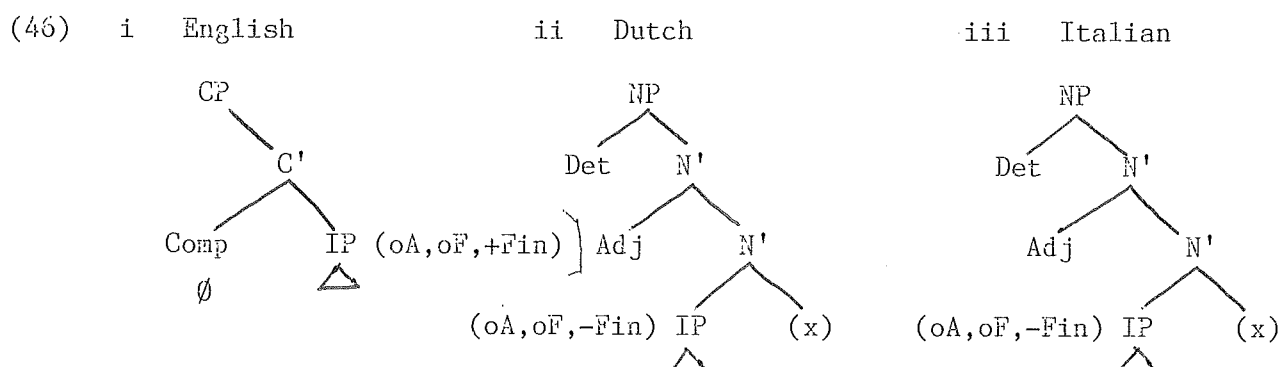 (46) i English ii Dutch iii Italian
CP NP NP
C' Det N' Det N'
Comp IP (oA,oF,+Fin) Adj N' Adj N'
∅ (oA,oF,-Fin) IP (x) (oA,oF,-Fin) IP (x)